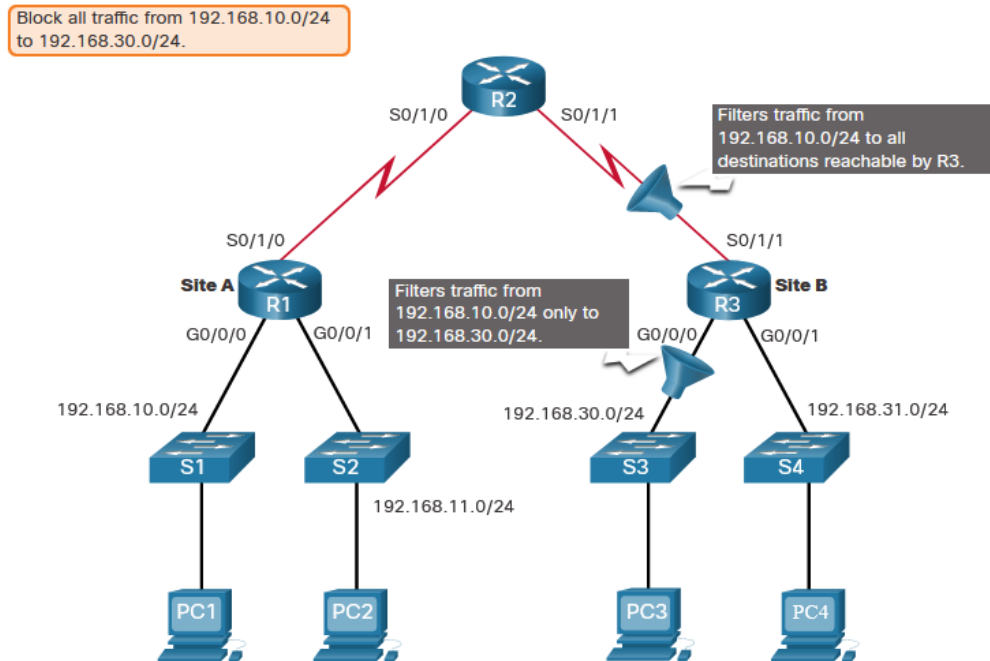 Block all traffic from 192.168.10.0/24
to 192.168.30.0/24.
R2
S0/1/0
S0/1/1
Filters traffic from
192.168.10.0/24 to all
destinations reachable by R3.
S0/1/0
S0/1/1
Site A
R1
Filters traffic from
192.168.10.0/24 only to
192.168.30.0/24.
R3
Site B
G0/0/0
G0/0/1
G0/0/0
G0/0/1
192.168.10.0/24
192.168.30.0/24
192.168.31.0/24
S1
S2
S3
S4
192.168.11.0/24
PC1
PC2
PC3
PC4